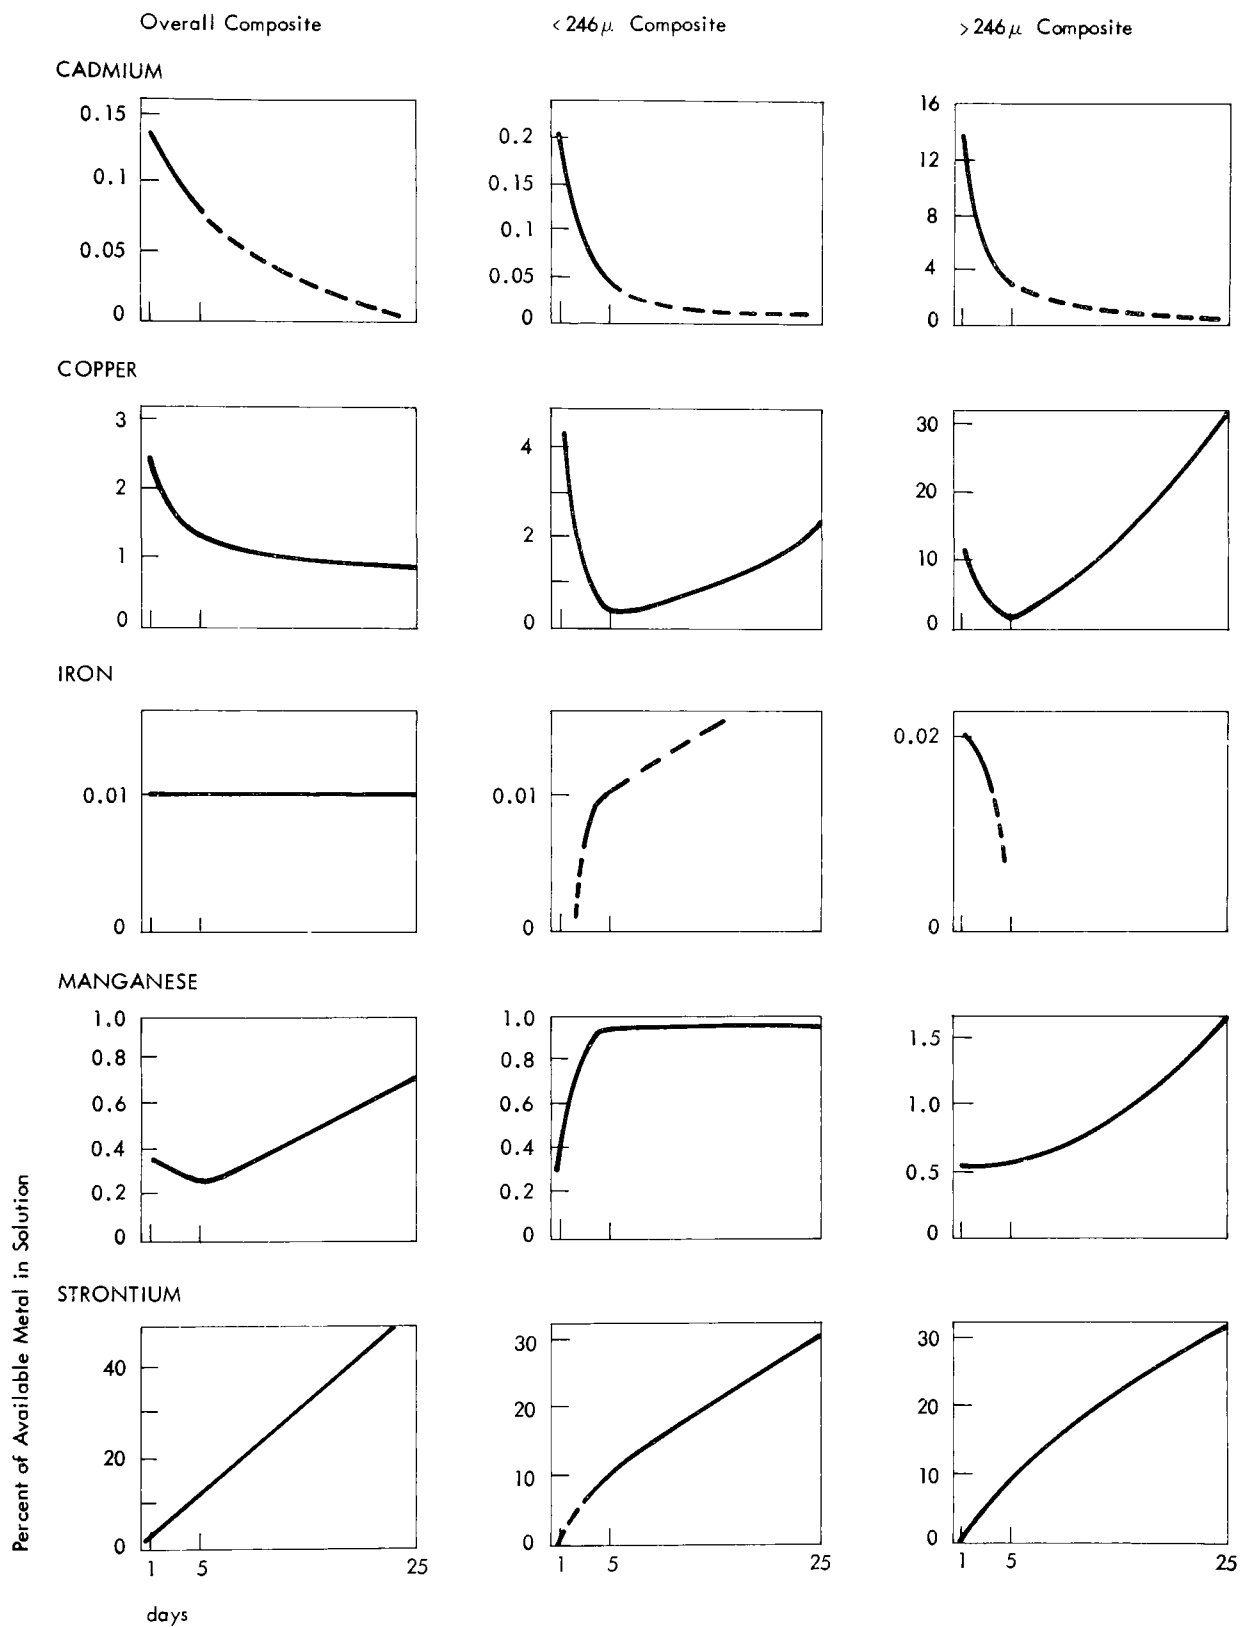 Overall Composite < 246 μ Composite > 246 μ Composite
CADMIUM
0.15 0.1 0.05 0
0.2 0.15 0.1 0.05 0
16 12 8 4 0
COPPER
3 2 1 0
4 2 0
30 20 10 0
IRON
0.01 0
0.01 0
0.02 0
MANGANESE
1.0 0.8 0.6 0.4 0.2 0
1.0 0.8 0.6 0.4 0.2 0
1.5 1.0 0.5 0
STRONTIUM
40 20 0
30 20 10 0
30 20 10 0
1 5 25 1 5 25 1 5 25
days
Percent of Available Metal in Solution